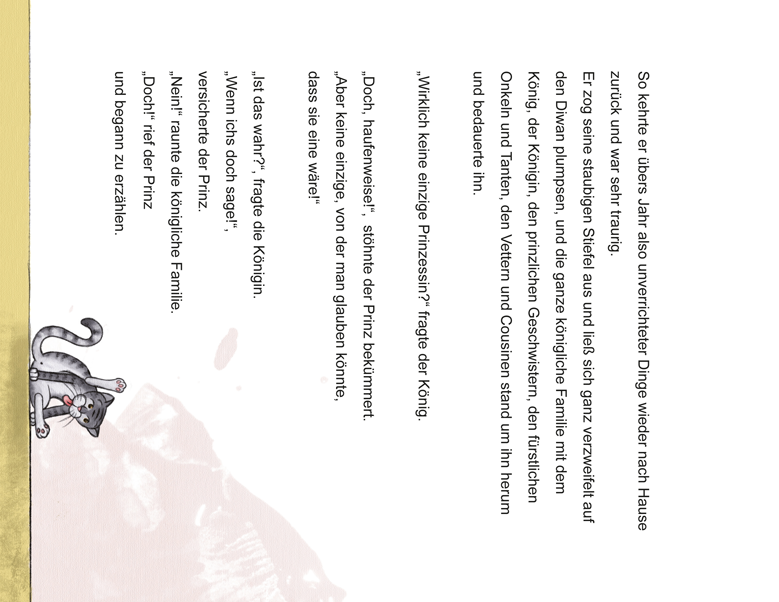 So kehrte er übers Jahr also unverrichteter Dinge wieder nach Hause
zurück und war sehr traurig.
Er zog seine staubigen Stiefel aus und ließ sich ganz verzweifelt auf
den Diwan plumpsen, und die ganze königliche Familie mit dem
König, der Königin, den prinzlichen Geschwistern, den fürstlichen
Onkeln und Tanten, den Vettern und Cousinen stand um ihn herum
und bedauerte ihn.
„Wirklich keine einzige Prinzessin?“ fragte der König.
„Doch, haufenweise!“, stöhnte der Prinz bekümmert.
„Aber keine einzige, von der man glauben könnte,
dass sie eine wäre!“
„Ist das wahr?“, fragte die Königin.
„Wenn ichs doch sage!“,
versicherte der Prinz.
„Nein!“ raunte die königliche Familie.
„Doch!“ rief der Prinz
und begann zu erzählen.